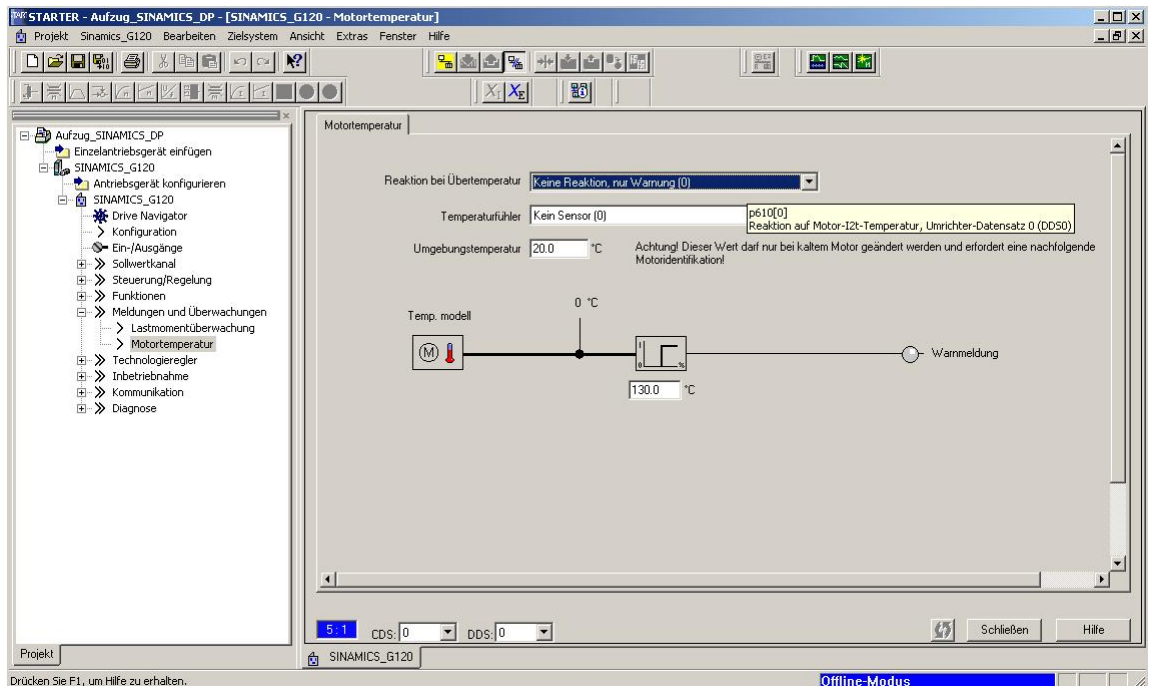 STARTER - Aufzug_SINAMICS_DP - [SINAMICS_G120 - Motortemperatur]
Projekt Sinamics_G120 Bearbeiten Zielsystem Ansicht Extras Fenster Hilfe
Aufzug_SINAMICS_DP
Einzelantriebsgerät einfügen
SINAMICS_G120
Antriebsgerät konfigurieren
SINAMICS_G120
Drive Navigator
Konfiguration
Ein-/Ausgänge
Sollwertkanal
Steuerung/Regelung
Funktionen
Meldungen und Überwachungen
Lastmomentüberwachung
Motortemperatur
Technologieregler
Inbetriebnahme
Kommunikation
Diagnose
Projekt
Motortemperatur
Reaktion bei Übertemperatur Keine Reaktion, nur Warnung (0)
Temperaturfühler Kein Sensor (0)
p610[0]
Reaktion auf Motor-I2t-Temperatur, Umrichter-Datensatz 0 (DDS0)
Umgebungstemperatur 20.0 °C
Achtung! Dieser Wert darf nur bei kaltem Motor geändert werden und erfordert eine nachfolgende
Motoridentifikation!
0 °C
Temp. modell
M
Warnmeldung
130.0 °C
5:1 CDS: 0 DDS: 0
Schließen Hilfe
SINAMICS_G120
Drücken Sie F1, um Hilfe zu erhalten.
Offline-Modus